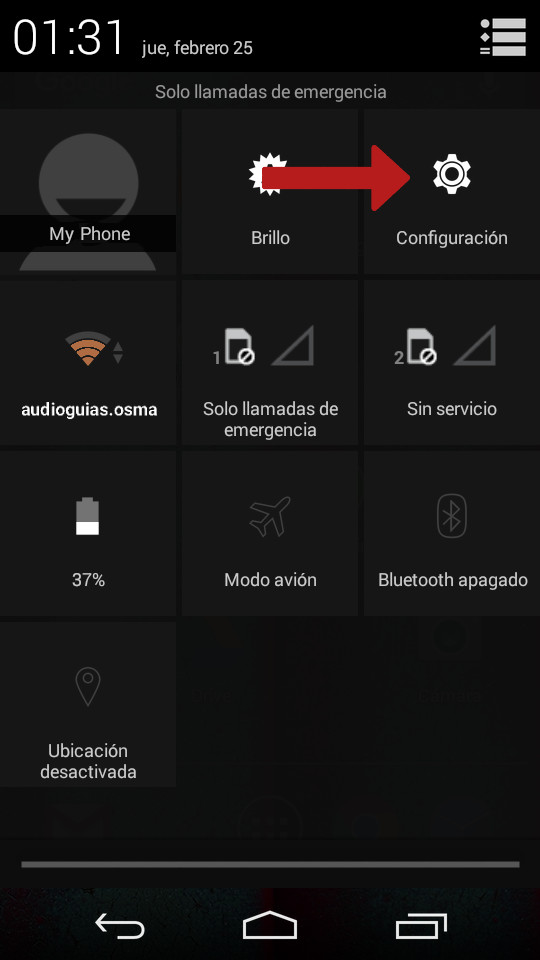 01:31 jue, febrero 25
Solo llamadas de emergencia
My Phone
Brillo
Configuración
audioguias.osma
1
Solo llamadas de
emergencia
2
Sin servicio
37%
Modo avión
Bluetooth apagado
Ubicación
desactivada